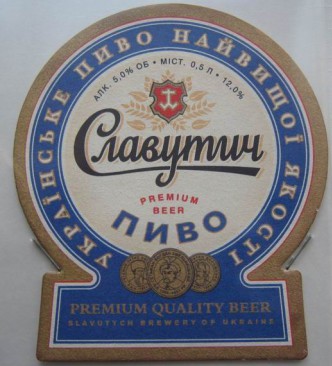 УКРАЇНСЬКЕ ПИВО НАЙВИЩОЇ ЯКОСТІ
АЛК. 5,0% ОБ • МІСТ. 0,5 Л • 12,0%
Славутич
PREMIUM
BEER
ПИВО
PREMIUM QUALITY BEER
SLAVUTYCH BREWERY OF UKRAINE